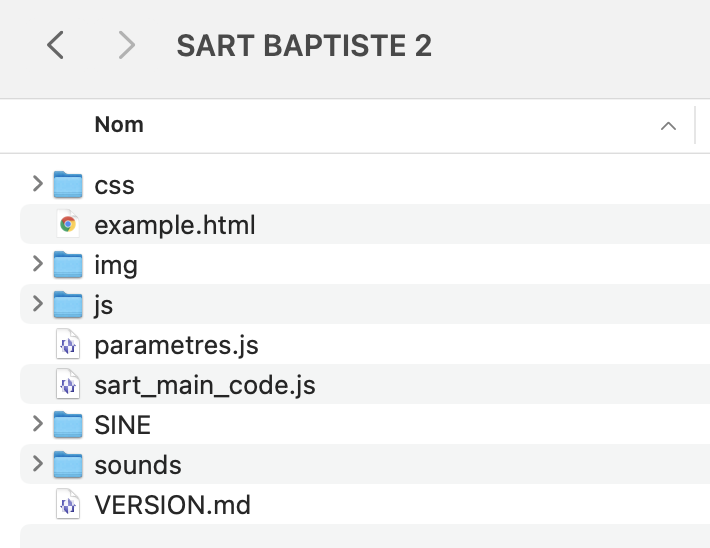 SART BAPTISTE 2
Nom
css
example.html
img
js
parametres.js
sart_main_code.js
SINE
sounds
VERSION.md